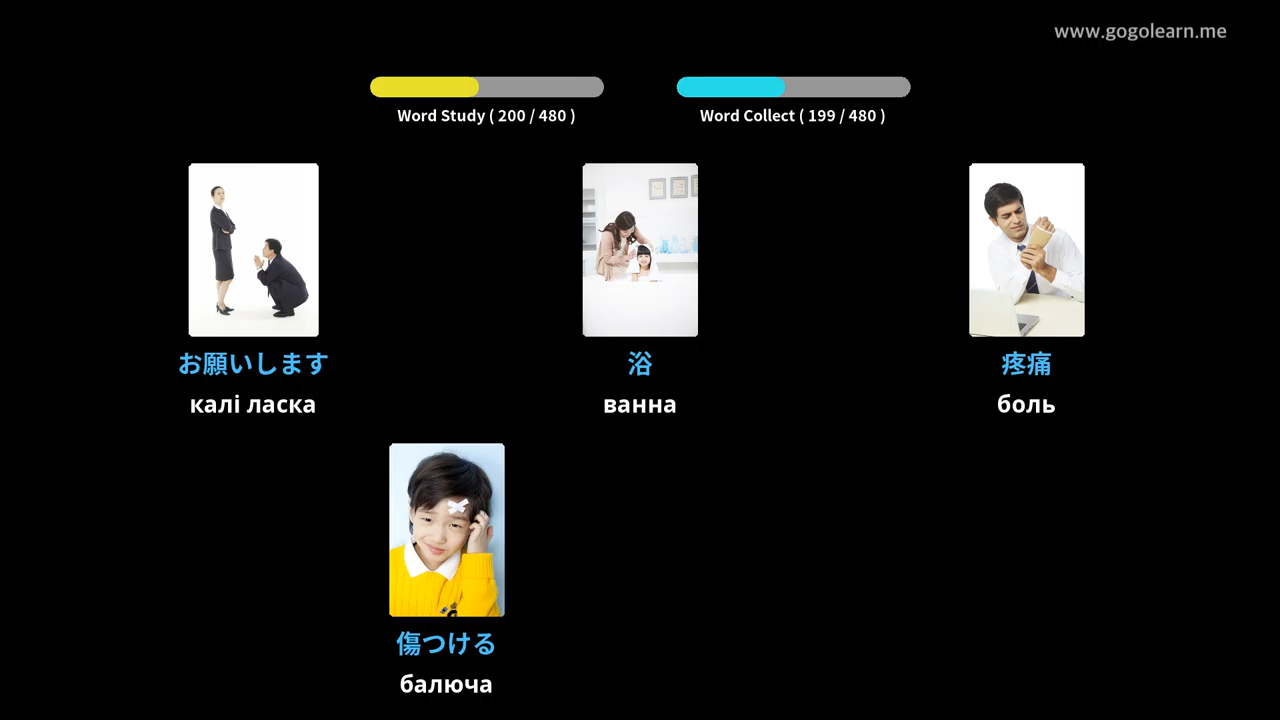 www.gogolearn.me
Word Study ( 200 / 480 )
Word Collect ( 199 / 480 )
お願いします
калі ласка
浴
ванна
疼痛
боль
傷つける
балюча